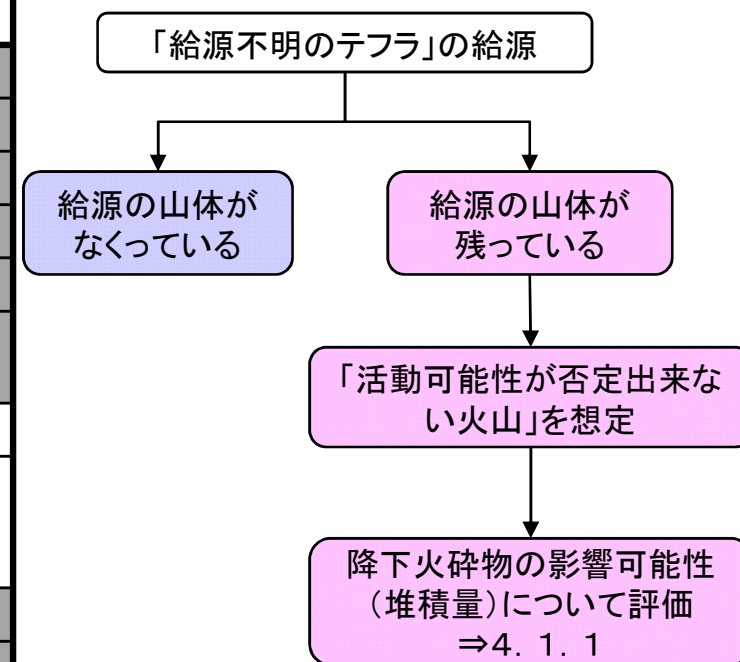 「給源不明のテフラ」の給源
給源の山体が
なくっている
給源の山体が
残っている
「活動可能性が否定出来な
い火山」を想定
降下火砕物の影響可能性
（堆積量）について評価
⇒４．１．１